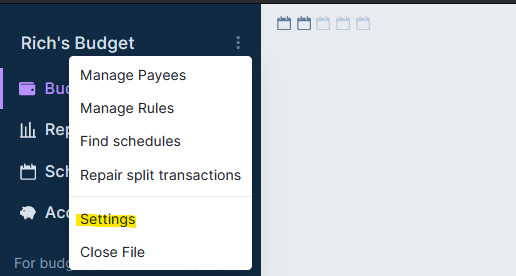 Rich's Budget
Manage Payees
Manage Rules
Find schedules
Repair split transactions
Settings
Close File
Bud
Rep
Sch
Acc
For budg